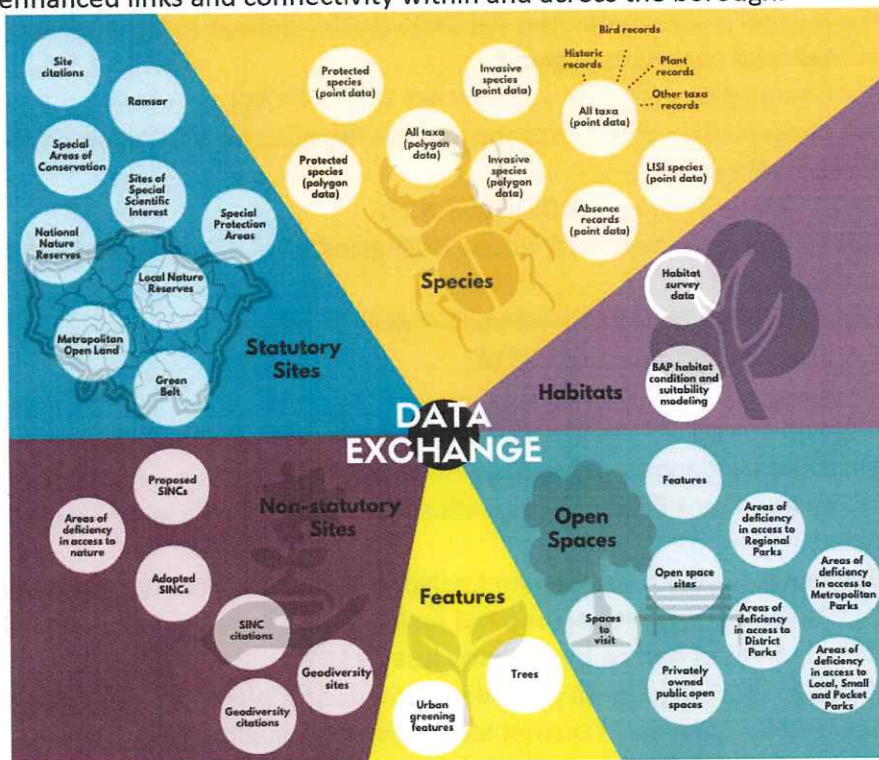 enhanced links and connectivity within and across the borough.
Site
citations
Ramsar
Special
Areas of
Conservation
Sites of
Special
Scientific
Interest
Special
Protection
Areas
National
Nature
Reserves
Local Nature
Reserves
Metropolitan
Open Land
Green
Belt
Statutory
Sites
Protected
species
(point data)
Protected
species
(polygon
data)
All taxa
(polygon
data)
Invasive
species
(point data)
Invasive
species
(polygon
data)
Historic
records
Bird records
Plant
records
Other taxa
records
All taxa
(point data)
LISI species
(point data)
Absence
records
(point data)
Species
Habitat
survey
data
BAP habitat
condition and
suitability
modeling
Habitats
DATA
EXCHANGE
Proposed
SINCs
Areas of
deficiency
in access to
nature
Adopted
SINCs
SINC
citations
Geodiversity
sites
Geodiversity
citations
Non-statutory
Sites
Features
Trees
Urban
greening
features
Open
Spaces
Features
Areas of
deficiency
in access to
Regional
Parks
Open space
sites
Areas of
deficiency
in access to
Metropolitan
Parks
Spaces
to
visit
Areas of
deficiency
in access to
District
Parks
Privately
owned
public open
spaces
Areas of
deficiency
in access to
Local, Small
and Pocket
Parks